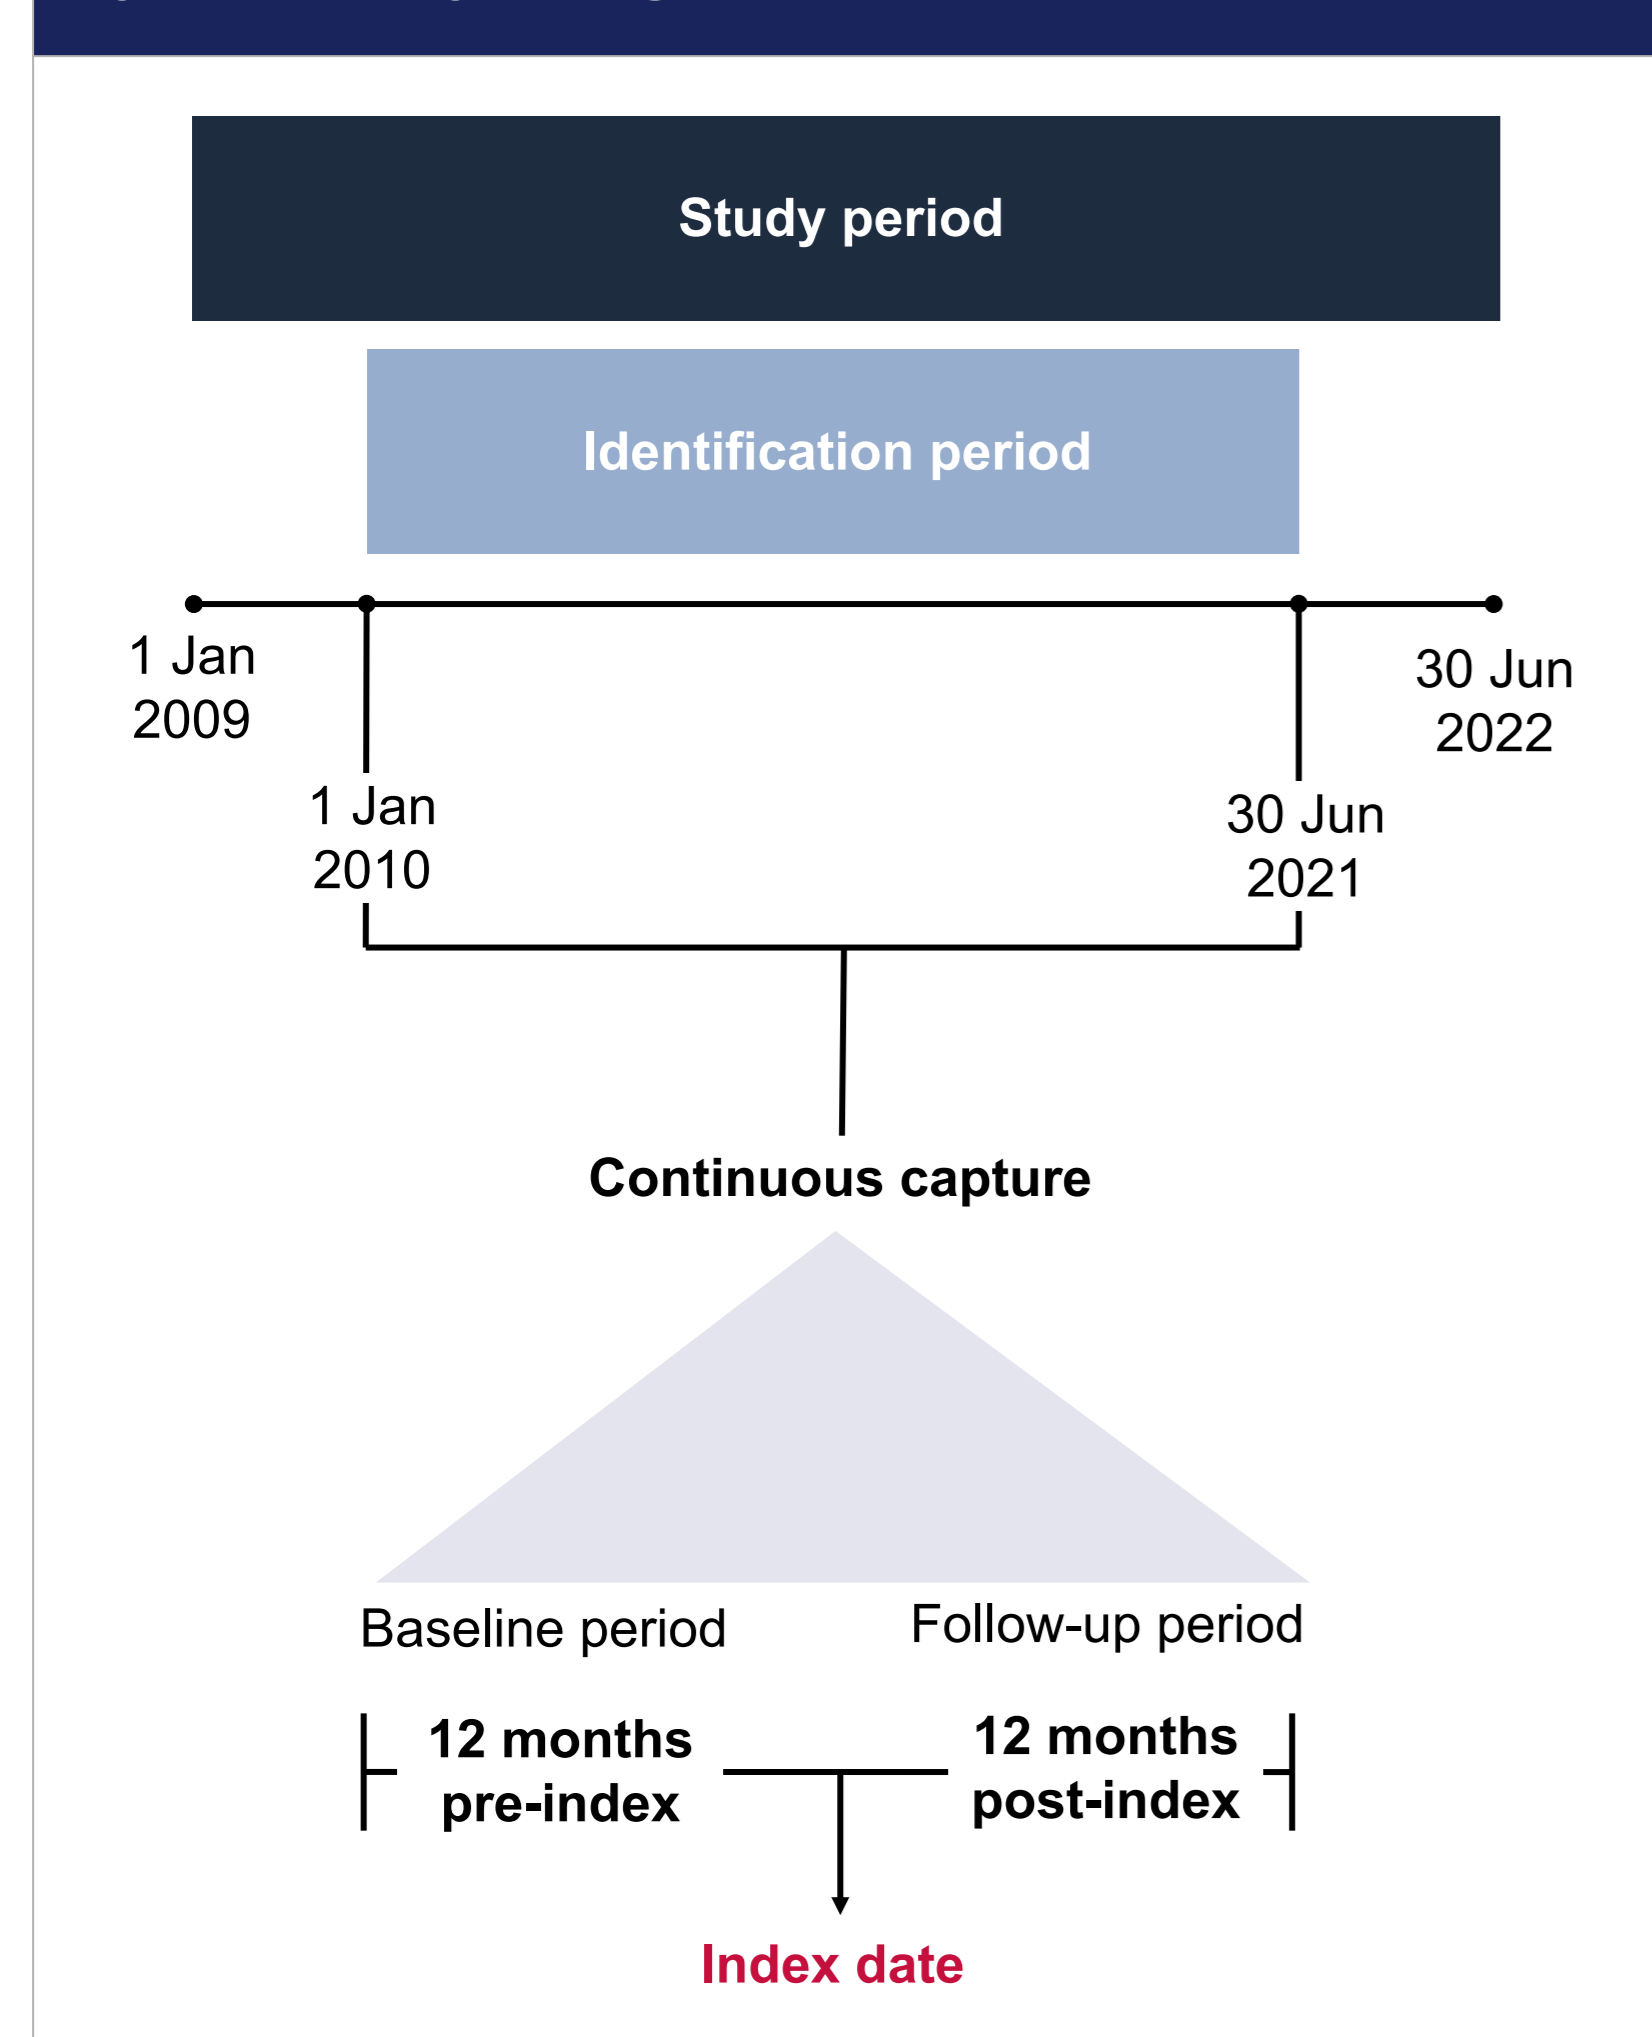 Study period
Identification period
1 Jan
2009
30 Jun
2022
1 Jan
2010
30 Jun
2021
Continuous capture
Baseline period
Follow-up period
12 months
pre-index
12 months
post-index
Index date